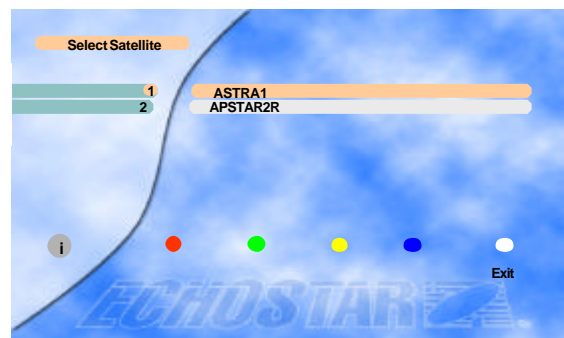 Select Satellite
1 ASTRA1
2 APSTAR2R
i
Exit
ECHOSTAR